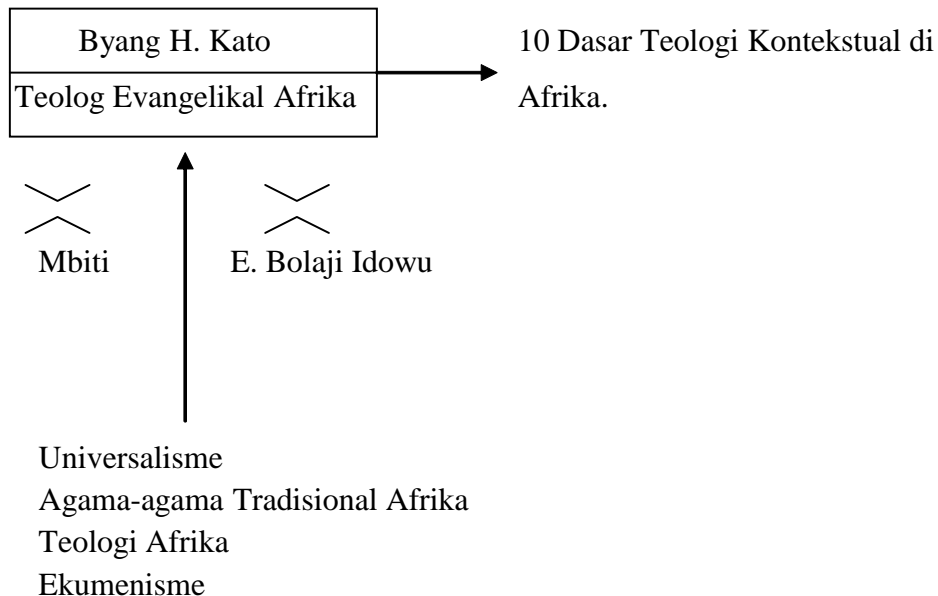 Byang H. Kato
Teolog Evangelikal Afrika
10 Dasar Teologi Kontekstual di
Afrika.
Mbiti
E. Bolaji Idowu
Universalisme
Agama-agama Tradisional Afrika
Teologi Afrika
Ekumenisme